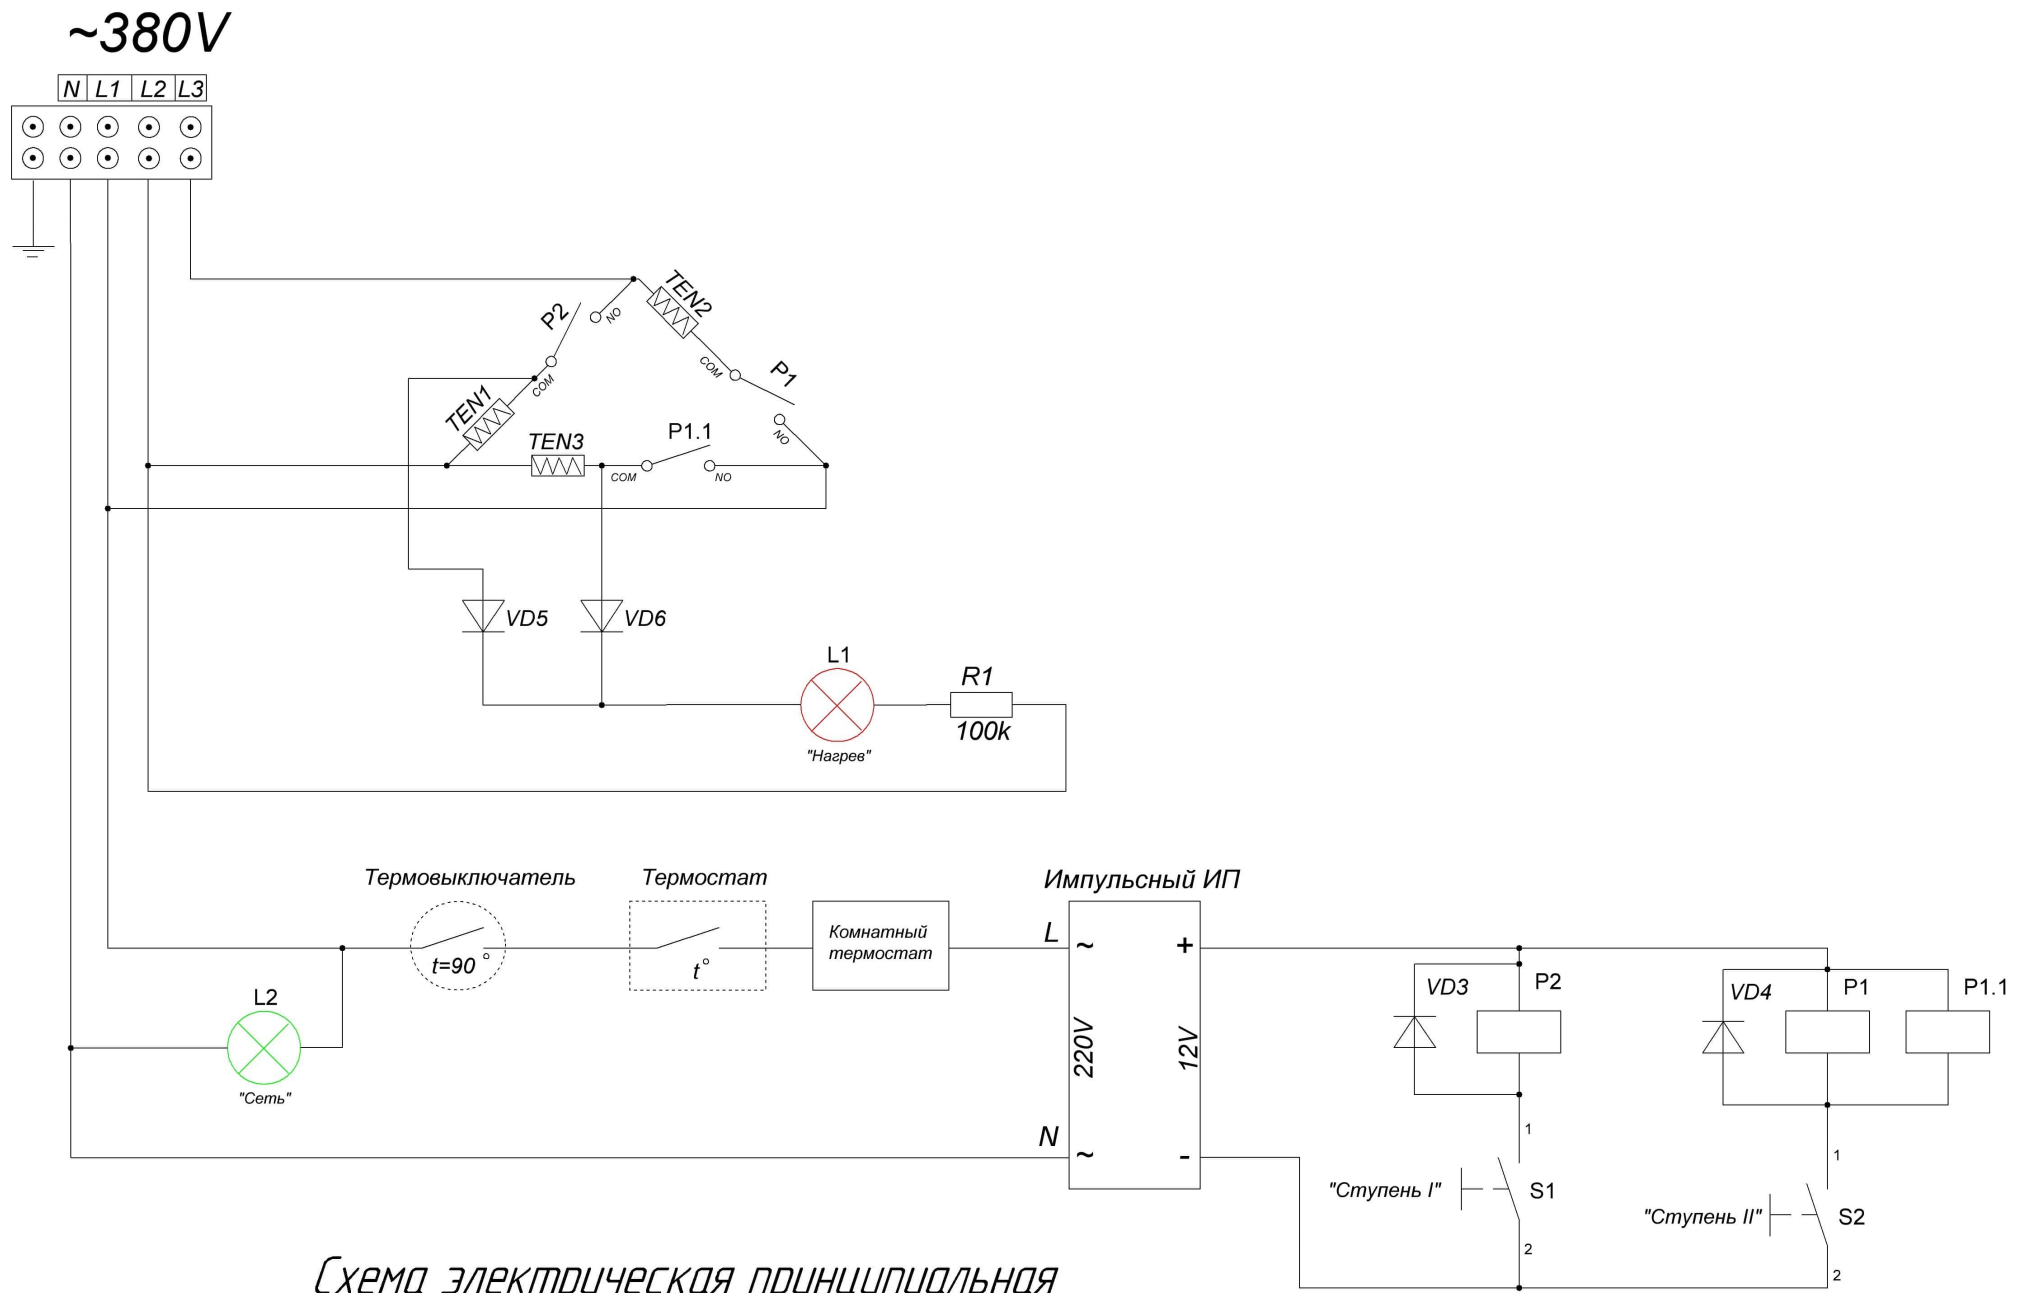 ~380V
N L1 L2 L3
TEN2
P2
NO
COM
P1
COM
TEN1
NO
TEN3
P1.1
COM
NO
VD5
VD6
L1
R1
"Нагрев"
100k
Термовыключатель
Термостат
Импульсный ИП
Комнатный
термостат
L
~
+
t=90°
t°
L2
"Сеть"
220V
12V
N
~
-
VD3
P2
VD4
P1
P1.1
1
1
"Ступень I"
S1
"Ступень II"
S2
2
2
Схема электрическая принципиальная